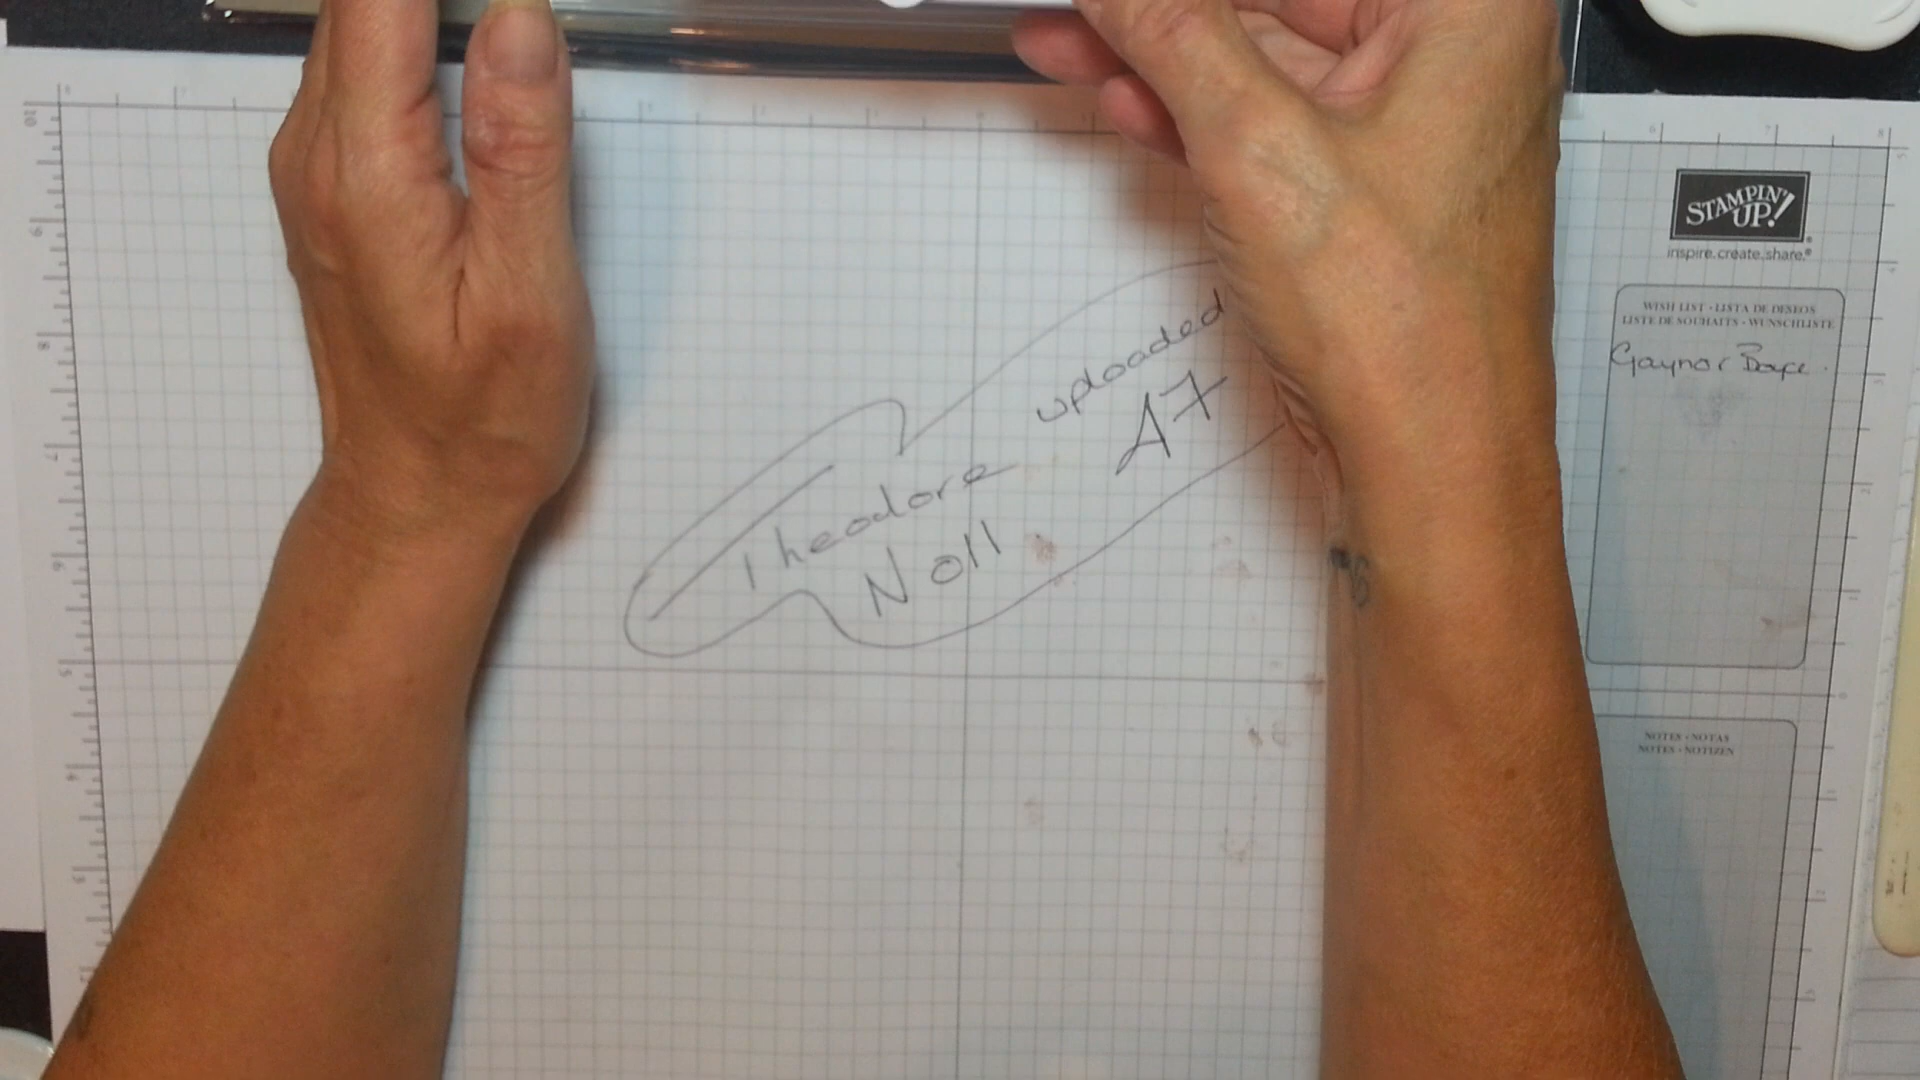 STAMPIN' UP!®
inspire.create.share.®
WISH LIST • LISTA DE DESEOS
LISTE DE SOUHAITS • WUNSCHLISTE
Gaynor
uploaded
Theodore A7
Noll
NOTES • NOTAS
NOTES • NOTIZEN